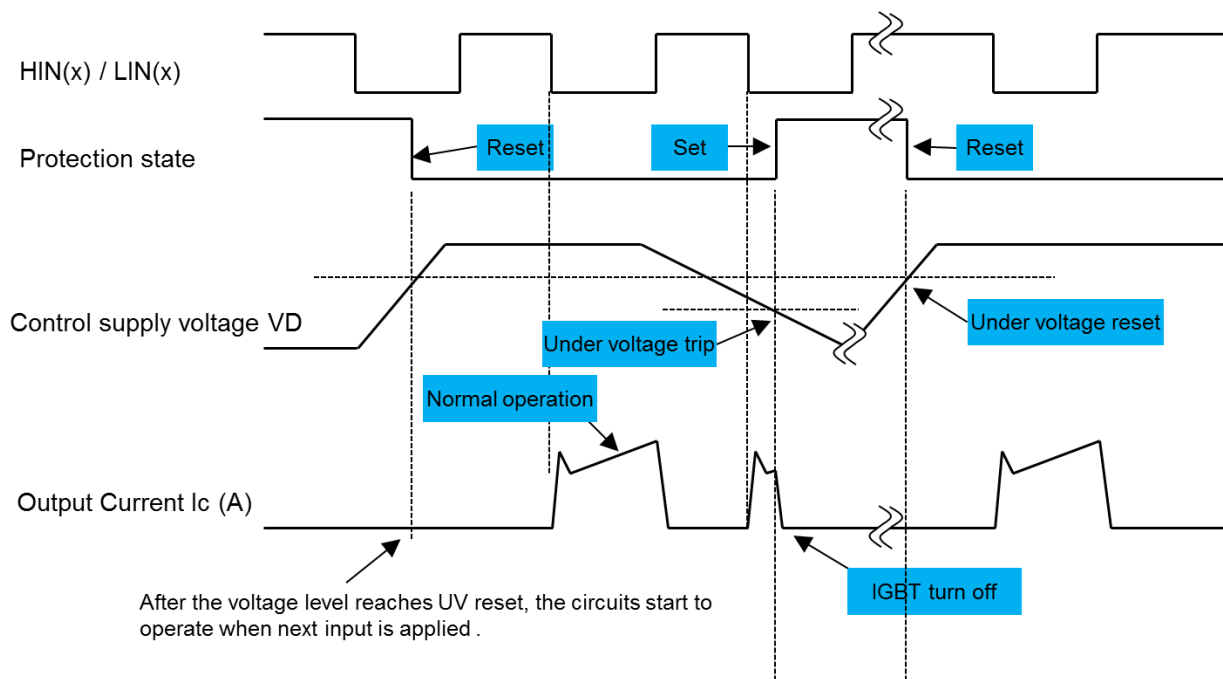 HIN(x) / LIN(x)
Protection state
Reset
Set
Reset
Control supply voltage VD
Under voltage trip
Under voltage reset
Normal operation
Output Current Ic (A)
IGBT turn off
After the voltage level reaches UV reset, the circuits start to
operate when next input is applied .